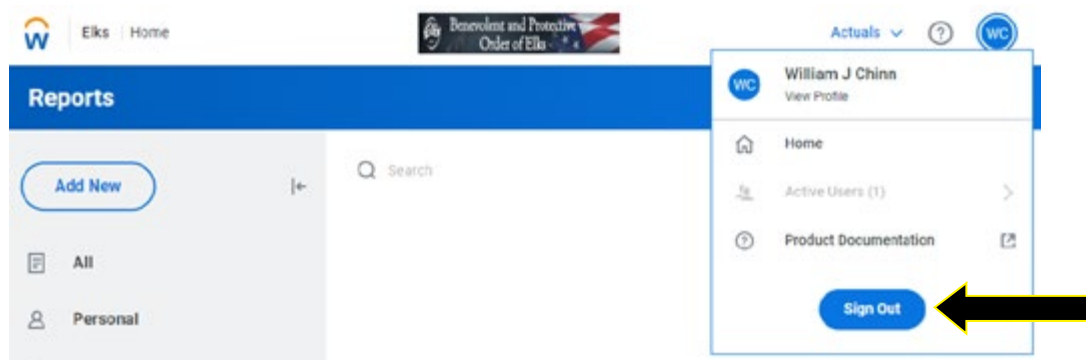 Elks Home
Benevolent and Protective
Order of Elks
Actuals
WC
Reports
WC
William J Chinn
View Profile
Add New
Search
Home
Active Users (1)
All
Product Documentation
Personal
Sign Out